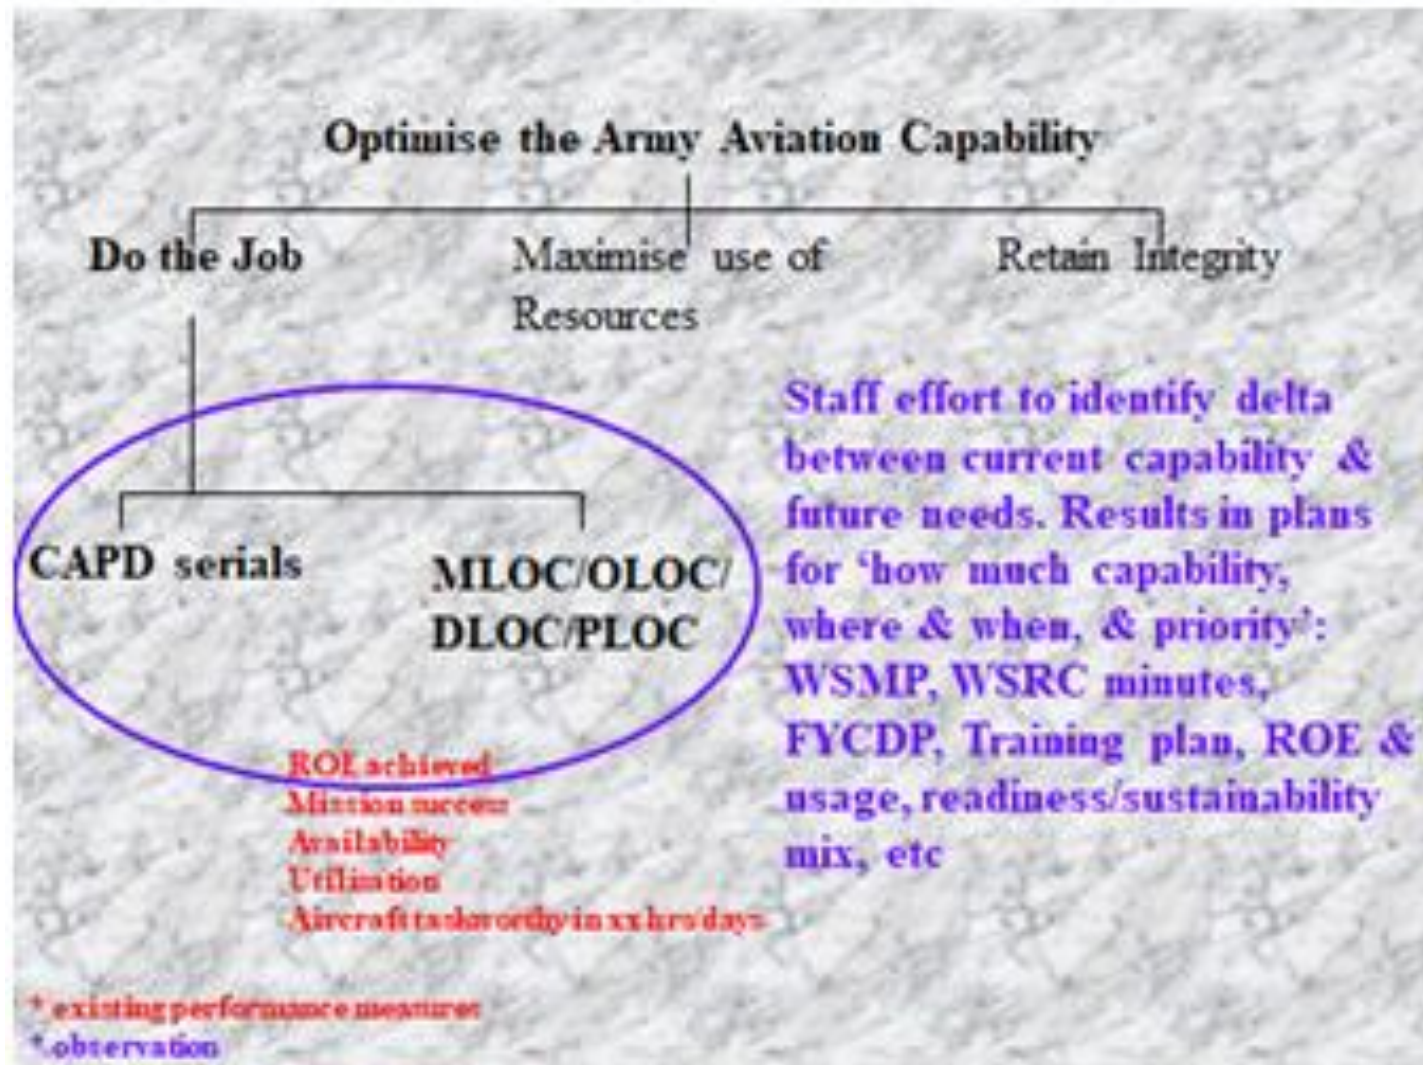 Optimise the Army Aviation Capability
Do the Job
Maximise use of
Resources
Retain Integrity
CAPD serials
MLOC/OLOC/
DLOC/PLOC
Staff effort to identify delta
between current capability &
future needs. Results in plans
for ‘how much capability,
where & when, & priority’:
WSMP, WSRC minutes,
FYCDP, Training plan, ROE &
usage, readiness/sustainability
mix, etc
ROE achieved
Mission success
Availability
Utilization
Aircraft taskworthy in xx hrs/days
* existing performance measures
*.observation